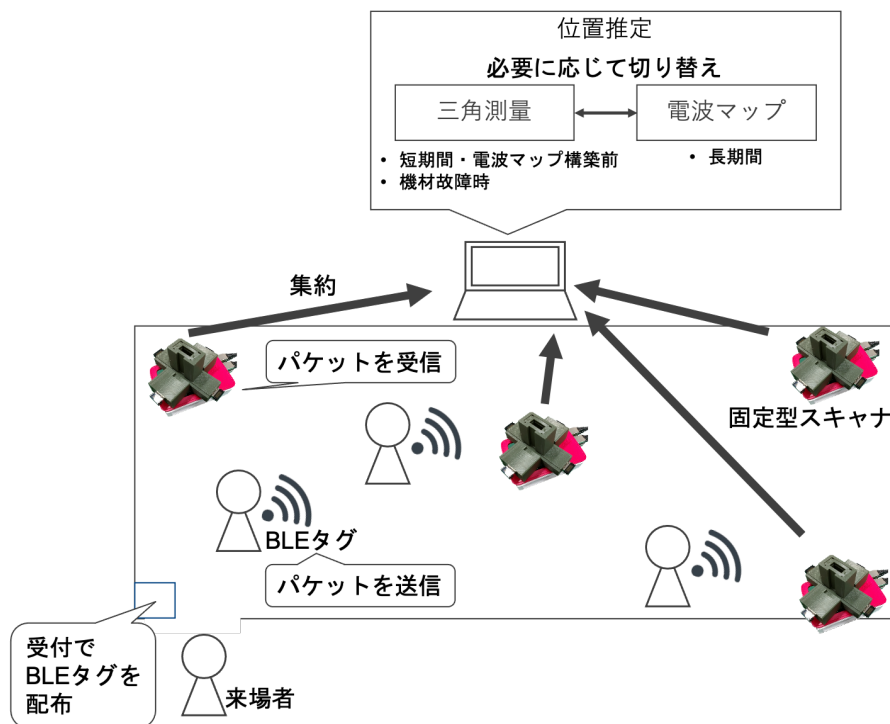 位置推定
必要に応じて切り替え
三角測量
電波マップ
• 短期間・電波マップ構築前
• 機材故障時
• 長期間
集約
パケットを受信
固定型スキャナ
BLEタグ
パケットを送信
受付で
BLEタグを
配布
来場者